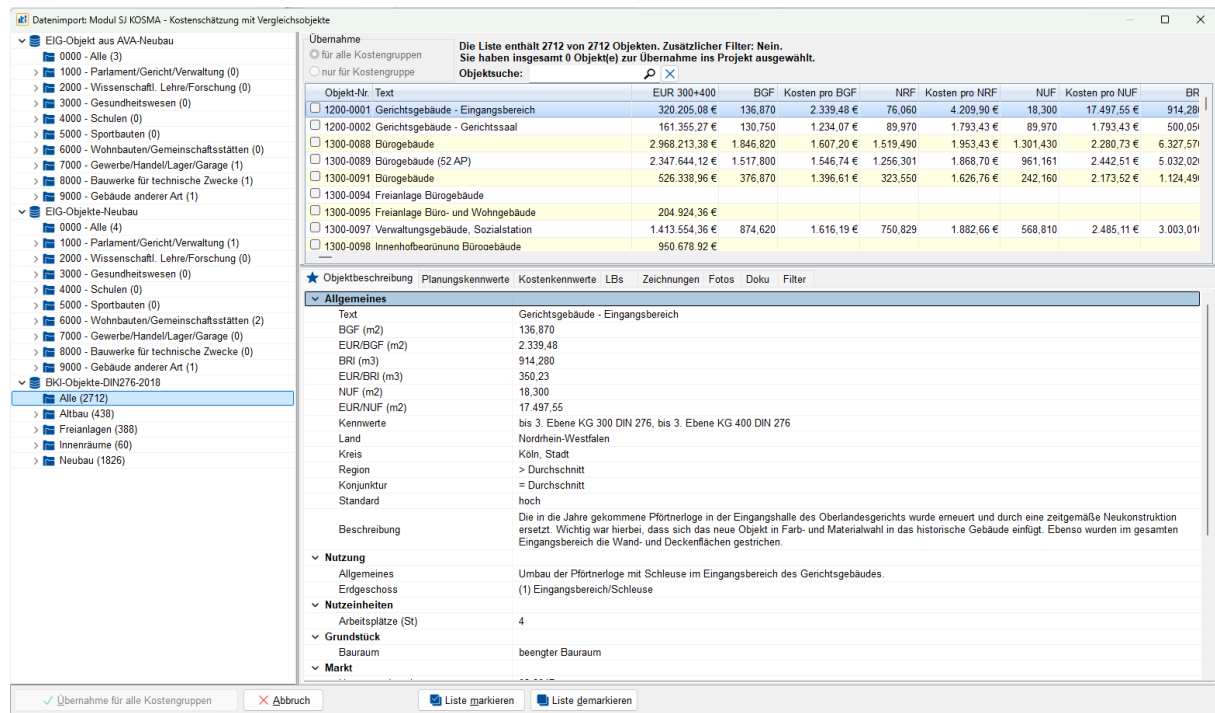 Datenimport: Modul SJ KOSMA - Kostenschätzung mit Vergleichsobjekte
EIG-Objekt aus AVA-Neubau
0000 - Alle (3)
1000 - Parlament/Gericht/Verwaltung (0)
2000 - Wissenschaftl. Lehre/Forschung (0)
3000 - Gesundheitswesen (0)
4000 - Schulen (0)
5000 - Sportbauten (0)
6000 - Wohnbauten/Gemeinschaftsstätten (0)
7000 - Gewerbe/Handel/Lager/Garage (1)
8000 - Bauwerke für technische Zwecke (1)
9000 - Gebäude anderer Art (1)
EIG-Objekte-Neubau
0000 - Alle (4)
1000 - Parlament/Gericht/Verwaltung (1)
2000 - Wissenschaftl. Lehre/Forschung (0)
3000 - Gesundheitswesen (0)
4000 - Schulen (0)
5000 - Sportbauten (0)
6000 - Wohnbauten/Gemeinschaftsstätten (2)
7000 - Gewerbe/Handel/Lager/Garage (0)
8000 - Bauwerke für technische Zwecke (0)
9000 - Gebäude anderer Art (1)
BKI-Objekte-DIN276-2018
Alle (2712)
Altbau (438)
Freianlagen (388)
Innenräume (60)
Neubau (1826)
Übernahme
für alle Kostengruppen
nur für Kostengruppe
Die Liste enthält 2712 von 2712 Objekten. Zusätzlicher Filter: Nein.
Sie haben insgesamt 0 Objekt(e) zur Übernahme ins Projekt ausgewählt.
Objektsuche:
Objekt-Nr. Text EUR 300+400 BGF Kosten pro BGF NRF Kosten pro NRF NUF Kosten pro NUF BR
1200-0001 Gerichtsgebäude - Eingangsbereich 320.205,08 € 136,870 2.339,48 € 76,060 4.209,90 € 18,300 17.497,55 € 914,28
1200-0002 Gerichtsgebäude - Gerichtssaal 161.355,27 € 130,750 1.234,07 € 89,970 1.793,43 € 89,970 1.793,43 € 500,05
1300-0088 Bürogebäude 2.968.213,38 € 1.846,820 1.607,20 € 1.519,490 1.953,43 € 1.301,430 2.280,73 € 6.327,57
1300-0089 Bürogebäude (52 AP) 2.347.644,12 € 1.517,800 1.546,74 € 1.256,301 1.868,70 € 961,161 2.442,51 € 5.032,02
1300-0091 Bürogebäude 526.338,96 € 376,870 1.396,61 € 323,550 1.626,76 € 242,160 2.173,52 € 1.124,49
1300-0094 Freianlage Bürogebäude
1300-0095 Freianlage Büro- und Wohngebäude 204.924,36 €
1300-0097 Verwaltungsgebäude, Sozialstation 1.413.554,36 € 874,620 1.616,19 € 750,829 1.882,66 € 568,810 2.485,11 € 3.003,01
1300-0098 Innenhofbegrünung Bürogebäude 950.678,92 €
Objektbeschreibung Planungskennwerte Kostenkennwerte LBs Zeichnungen Fotos Doku Filter
Allgemeines
Text Gerichtsgebäude - Eingangsbereich
BGF (m2) 136,870
EUR/BGF (m2) 2.339,48
BRI (m3) 914,280
EUR/BRI (m3) 350,23
NUF (m2) 18,300
EUR/NUF (m2) 17.497,55
Kennwerte bis 3. Ebene KG 300 DIN 276, bis 3. Ebene KG 400 DIN 276
Land Nordrhein-Westfalen
Kreis Köln, Stadt
Region > Durchschnitt
Konjunktur = Durchschnitt
Standard hoch
Beschreibung Die in die Jahre gekommene Pförtnerloge in der Eingangshalle des Oberlandesgerichts wurde erneuert und durch eine zeitgemäße Neukonstruktion
ersetzt. Wichtig war hierbei, dass sich das neue Objekt in Farb- und Materialwahl in das historische Gebäude einfügt. Ebenso wurden im gesamten
Eingangsbereich die Wand- und Deckenflächen gestrichen.
Nutzung
Allgemeines Umbau der Pförtnerloge mit Schleuse im Eingangsbereich des Gerichtsgebäudes.
Erdgeschoss (1) Eingangsbereich/Schleuse
Nutzeinheiten
Arbeitsplätze (St) 4
Grundstück
Bauraum beengter Bauraum
Markt
Übernahme für alle Kostengruppen Abbruch Liste markieren Liste demarkieren